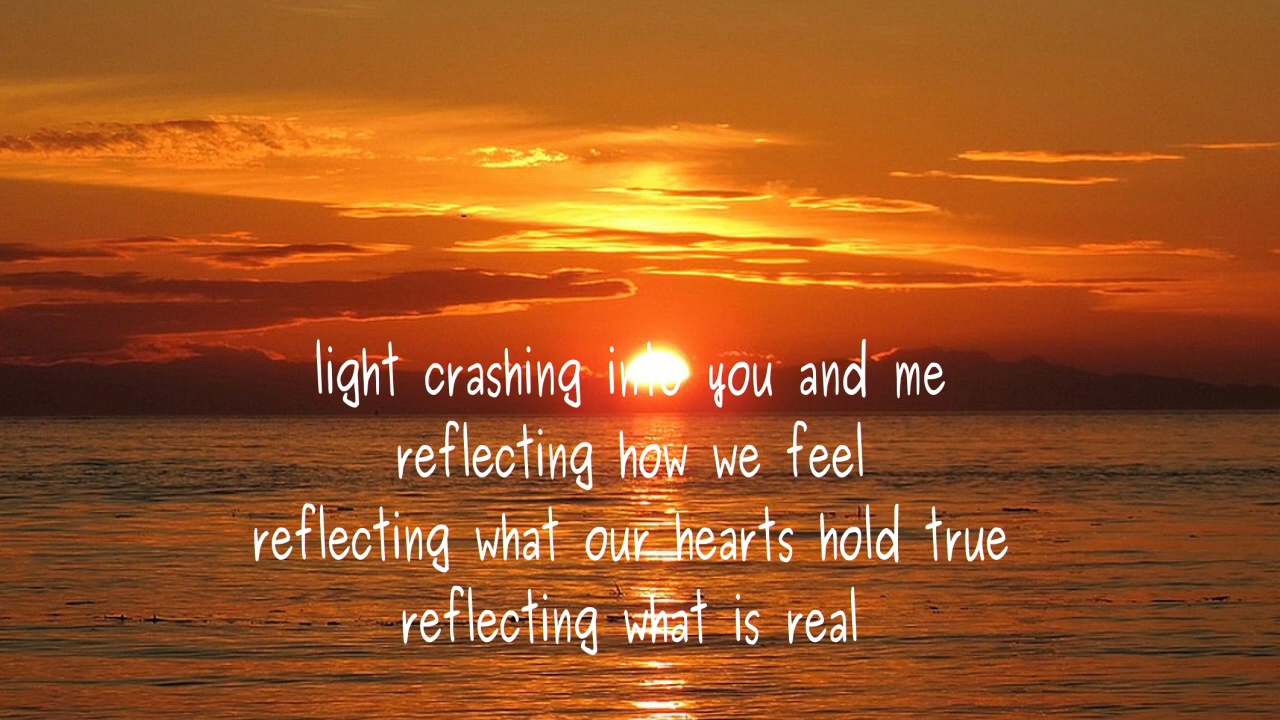 light crashing into you and me
reflecting how we feel
reflecting what our hearts hold true
reflecting what is real